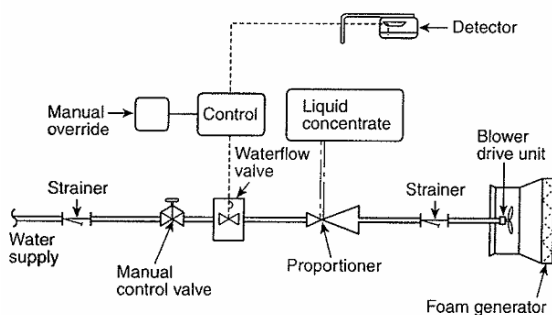 Detector
Manual
override
Control
Liquid
concentrate
Blower
drive unit
Waterflow
valve
Strainer
Strainer
Water
supply
Manual
control valve
Proportioner
Foam generator